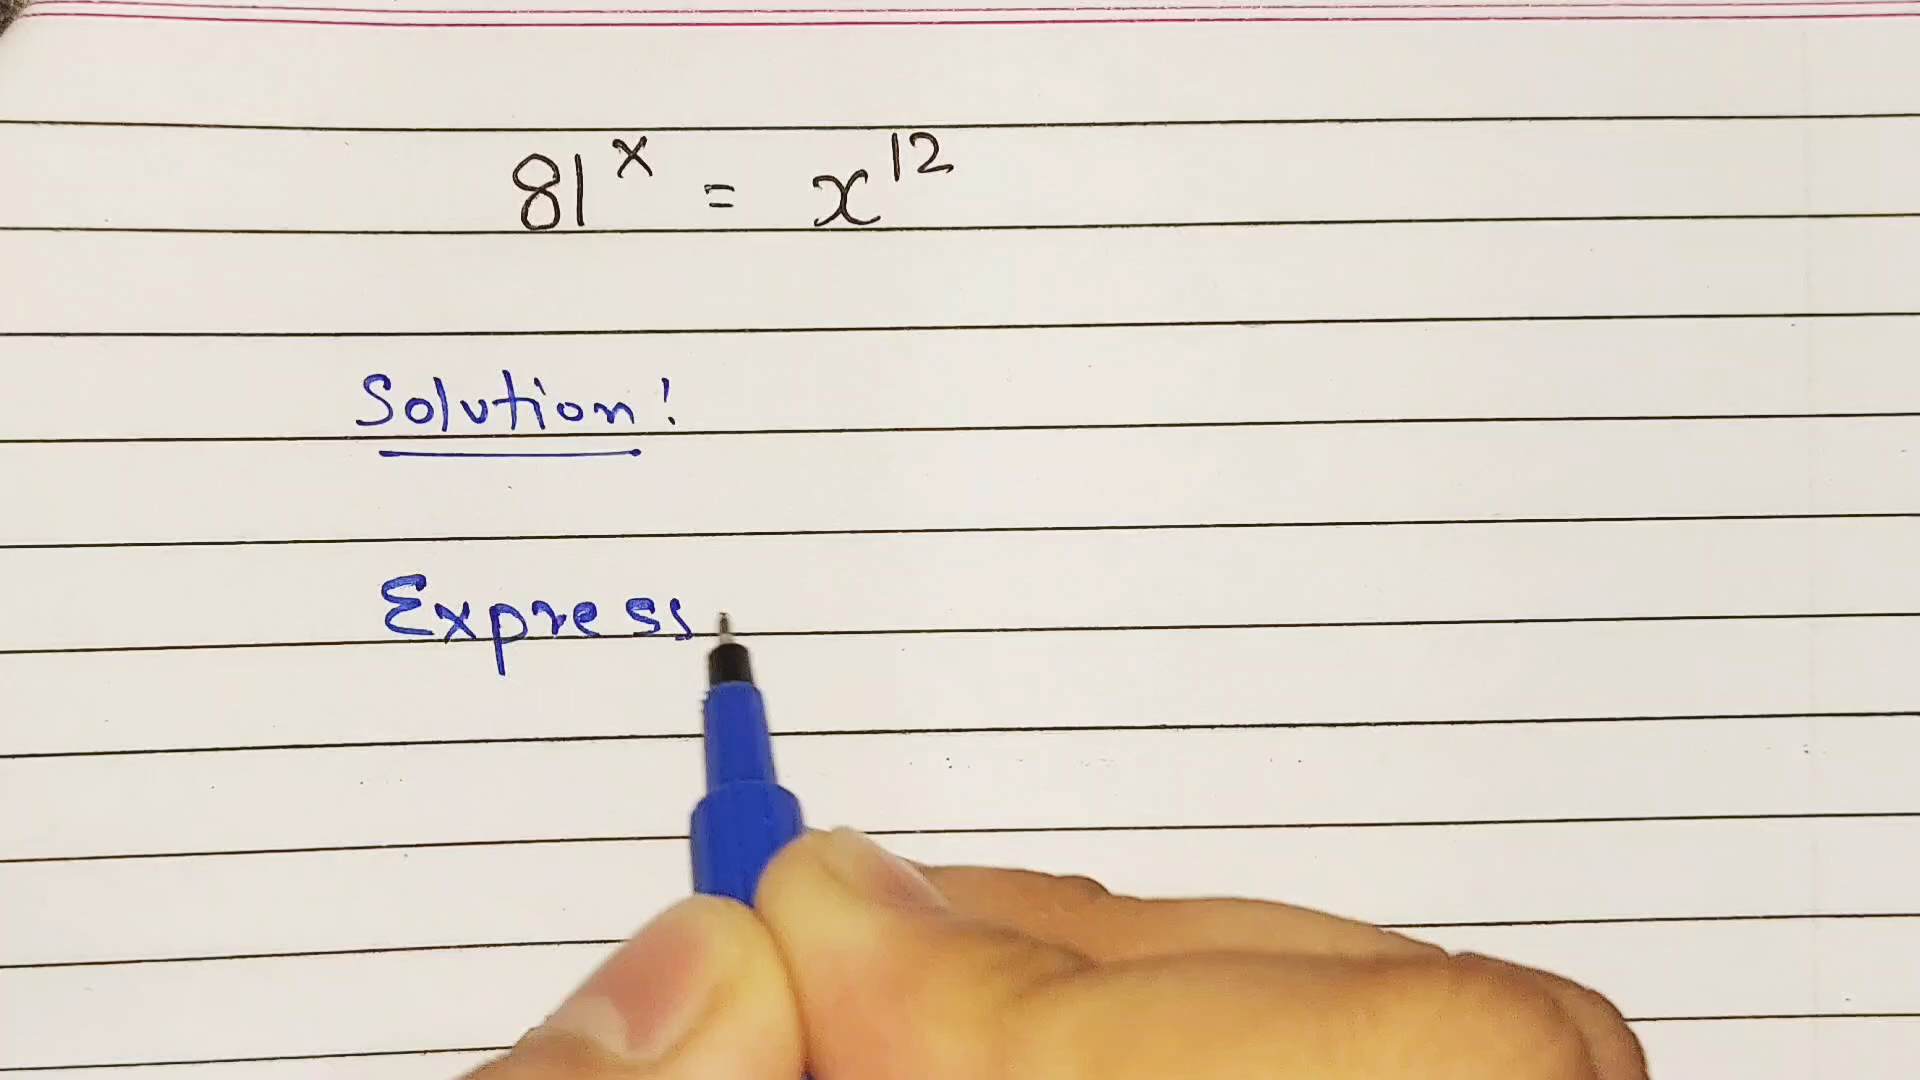 81^x = x^12
Solution:
Express